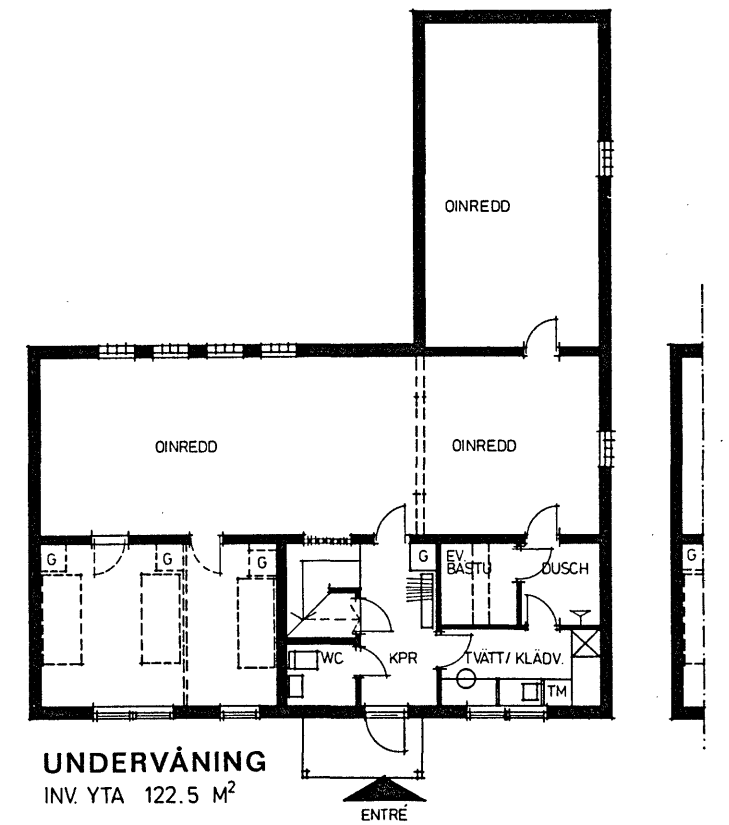 OINREDD
OINREDD
OINREDD
G
G
G
G
EV.
BASTU
DUSCH
G
WC
KPR
TVÄTT/ KLÄDV.
TM
UNDERVÅNING
INV. YTA 122.5 M²
ENTRÉ